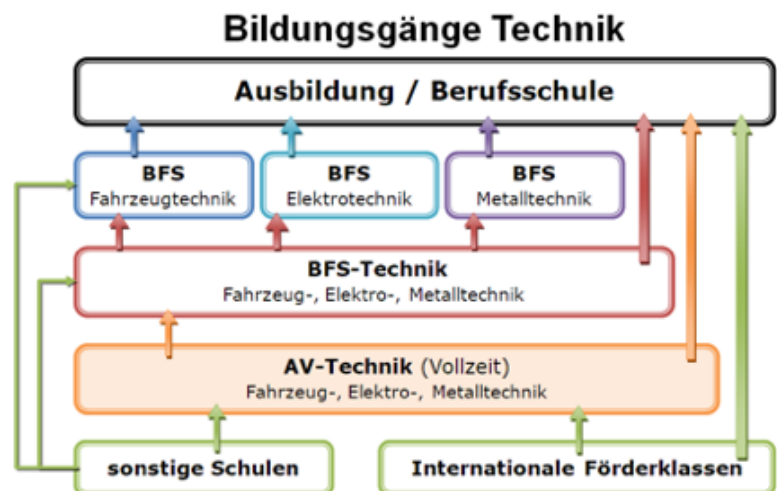 Bildungsgänge Technik
Ausbildung / Berufsschule
BFS
Fahrzeugtechnik
BFS
Elektrotechnik
BFS
Metalltechnik
BFS-Technik
Fahrzeug-, Elektro-, Metalltechnik
AV-Technik (Vollzeit)
Fahrzeug-, Elektro-, Metalltechnik
sonstige Schulen
Internationale Förderklassen